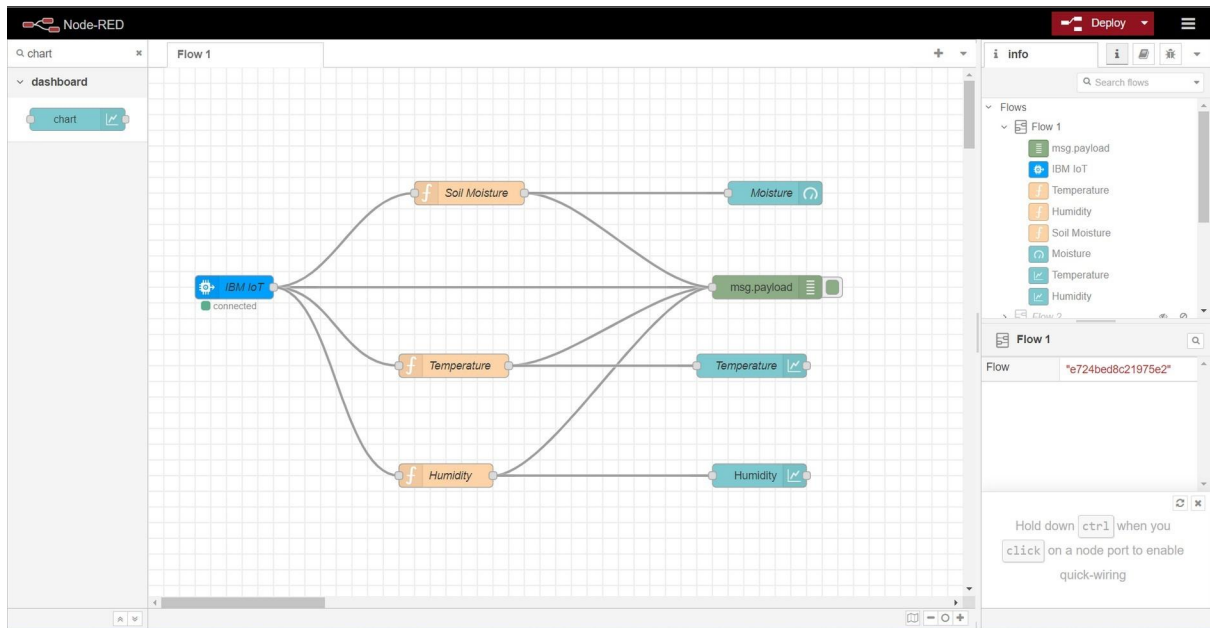 Node-RED
Deploy
chart
dashboard
chart
Flow 1
Soil Moisture
Moisture
IBM IoT
connected
msg.payload
Temperature
Temperature
Humidity
Humidity
i info
i
Search flows
Flows
Flow 1
msg.payload
IBM IoT
Temperature
Humidity
Soil Moisture
Moisture
Temperature
Humidity
Flow 2
Flow 1
Flow "e724bed8c21975e2"
Hold down ctrl when you
click on a node port to enable
quick-wiring